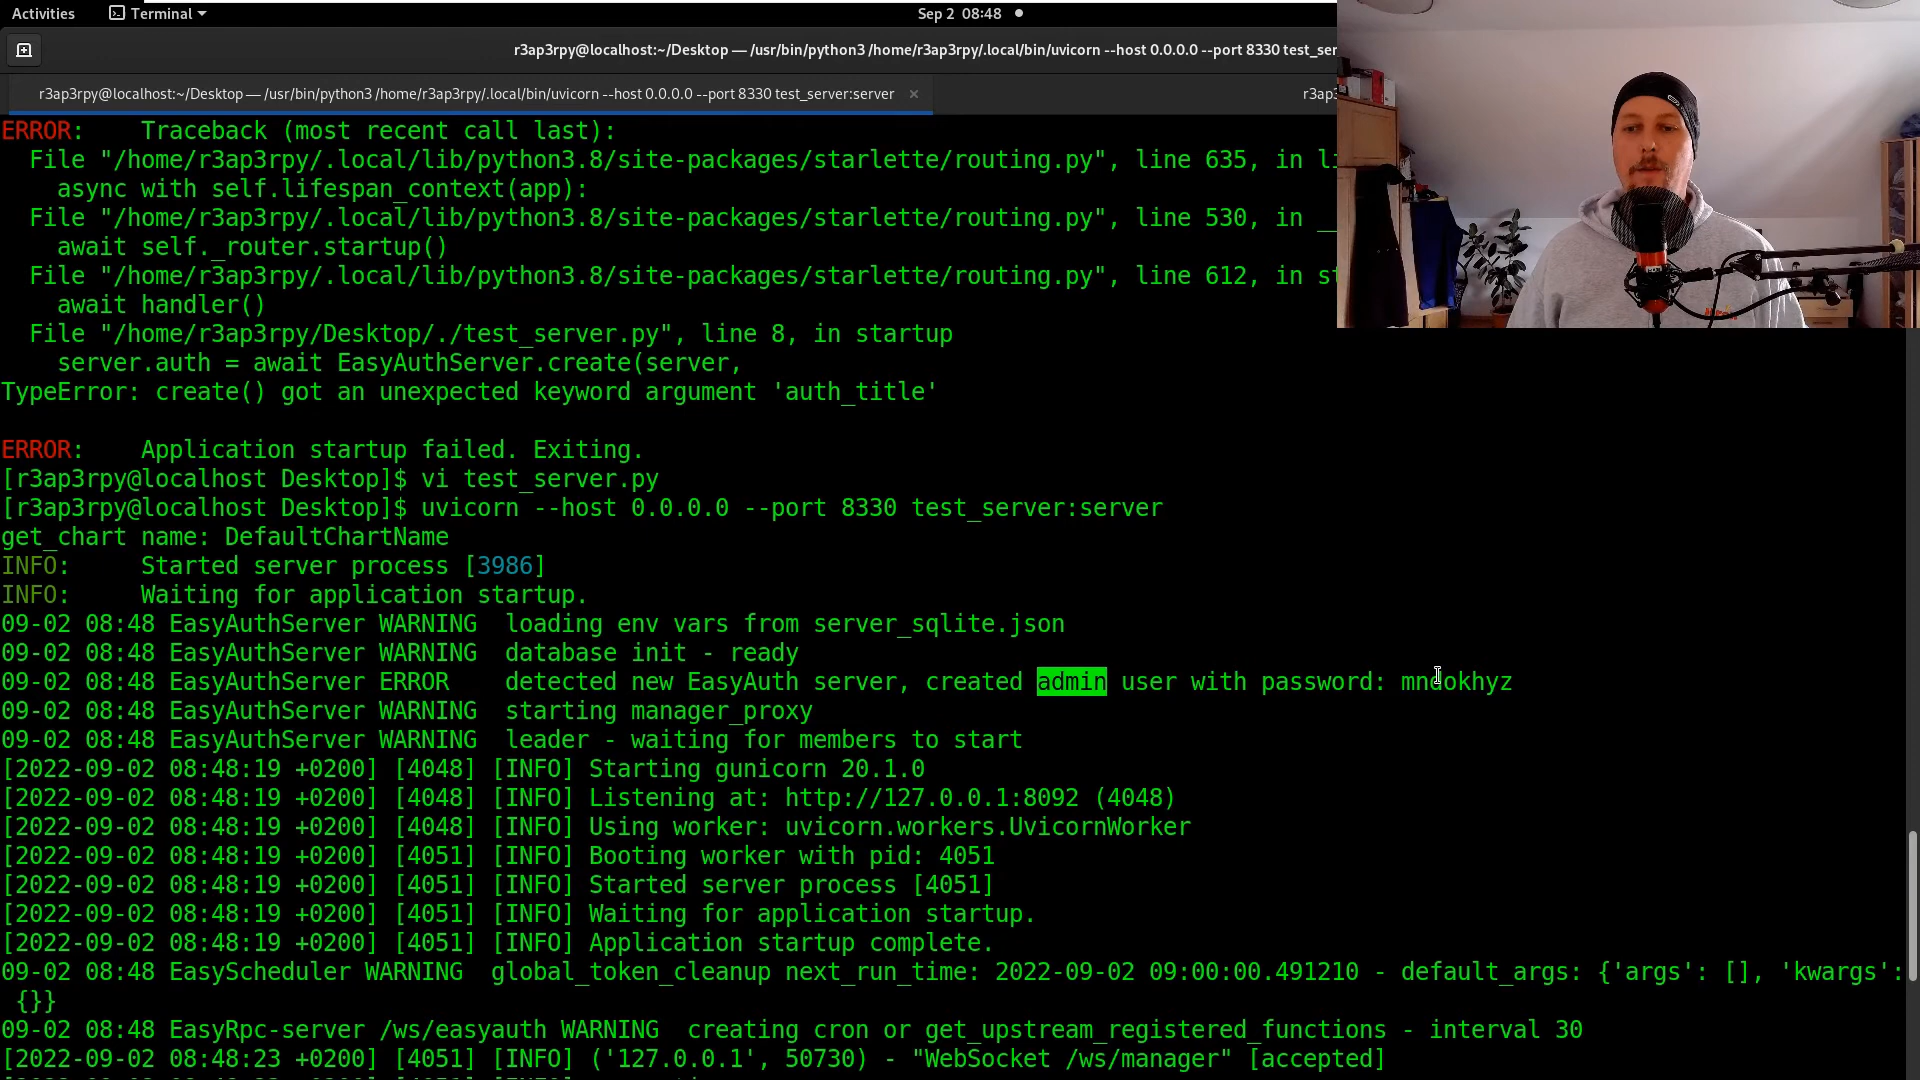 Activities Terminal Sep 2 08:48
r3ap3rpy@localhost:~/Desktop — /usr/bin/python3 /home/r3ap3rpy/.local/bin/uvicorn --host 0.0.0.0 --port 8330 test_ser
r3ap3rpy@localhost:~/Desktop — /usr/bin/python3 /home/r3ap3rpy/.local/bin/uvicorn --host 0.0.0.0 --port 8330 test_server:server × r3ap3
ERROR:    Traceback (most recent call last):
  File "/home/r3ap3rpy/.local/lib/python3.8/site-packages/starlette/routing.py", line 635, in li
    async with self.lifespan_context(app):
  File "/home/r3ap3rpy/.local/lib/python3.8/site-packages/starlette/routing.py", line 530, in __
    await self._router.startup()
  File "/home/r3ap3rpy/.local/lib/python3.8/site-packages/starlette/routing.py", line 612, in st
    await handler()
  File "/home/r3ap3rpy/Desktop/./test_server.py", line 8, in startup
    server.auth = await EasyAuthServer.create(server,
TypeError: create() got an unexpected keyword argument 'auth_title'
ERROR:    Application startup failed. Exiting.
[r3ap3rpy@localhost Desktop]$ vi test_server.py
[r3ap3rpy@localhost Desktop]$ uvicorn --host 0.0.0.0 --port 8330 test_server:server
get_chart name: DefaultChartName
INFO:     Started server process [3986]
INFO:     Waiting for application startup.
09-02 08:48 EasyAuthServer WARNING  loading env vars from server_sqlite.json
09-02 08:48 EasyAuthServer WARNING  database init - ready
09-02 08:48 EasyAuthServer ERROR    detected new EasyAuth server, created admin user with password: mndokhyz
09-02 08:48 EasyAuthServer WARNING  starting manager_proxy
09-02 08:48 EasyAuthServer WARNING  leader - waiting for members to start
[2022-09-02 08:48:19 +0200] [4048] [INFO] Starting gunicorn 20.1.0
[2022-09-02 08:48:19 +0200] [4048] [INFO] Listening at: http://127.0.0.1:8092 (4048)
[2022-09-02 08:48:19 +0200] [4048] [INFO] Using worker: uvicorn.workers.UvicornWorker
[2022-09-02 08:48:19 +0200] [4051] [INFO] Booting worker with pid: 4051
[2022-09-02 08:48:19 +0200] [4051] [INFO] Started server process [4051]
[2022-09-02 08:48:19 +0200] [4051] [INFO] Waiting for application startup.
[2022-09-02 08:48:19 +0200] [4051] [INFO] Application startup complete.
09-02 08:48 EasyScheduler WARNING  global_token_cleanup next_run_time: 2022-09-02 09:00:00.491210 - default_args: {'args': [], 'kwargs':
 {}}
09-02 08:48 EasyRpc-server /ws/easyauth WARNING  creating cron or get_upstream_registered_functions - interval 30
[2022-09-02 08:48:23 +0200] [4051] [INFO] ('127.0.0.1', 50730) - "WebSocket /ws/manager" [accepted]